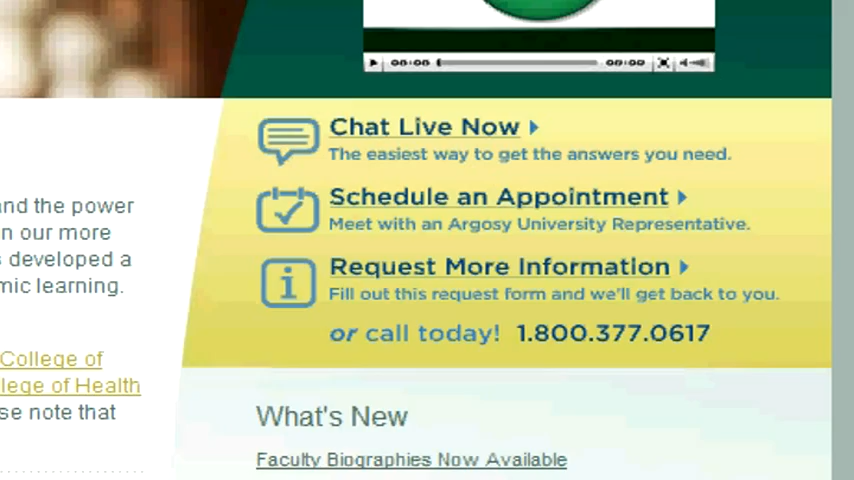 00:00 00:00
Chat Live Now
The easiest way to get the answers you need.
Schedule an Appointment
Meet with an Argosy University Representative.
Request More Information
Fill out this request form and we'll get back to you.
or call today! 1.800.377.0617
and the power
n our more
developed a
mic learning.
College of
lege of Health
se note that
What's New
Faculty Biographies Now Available